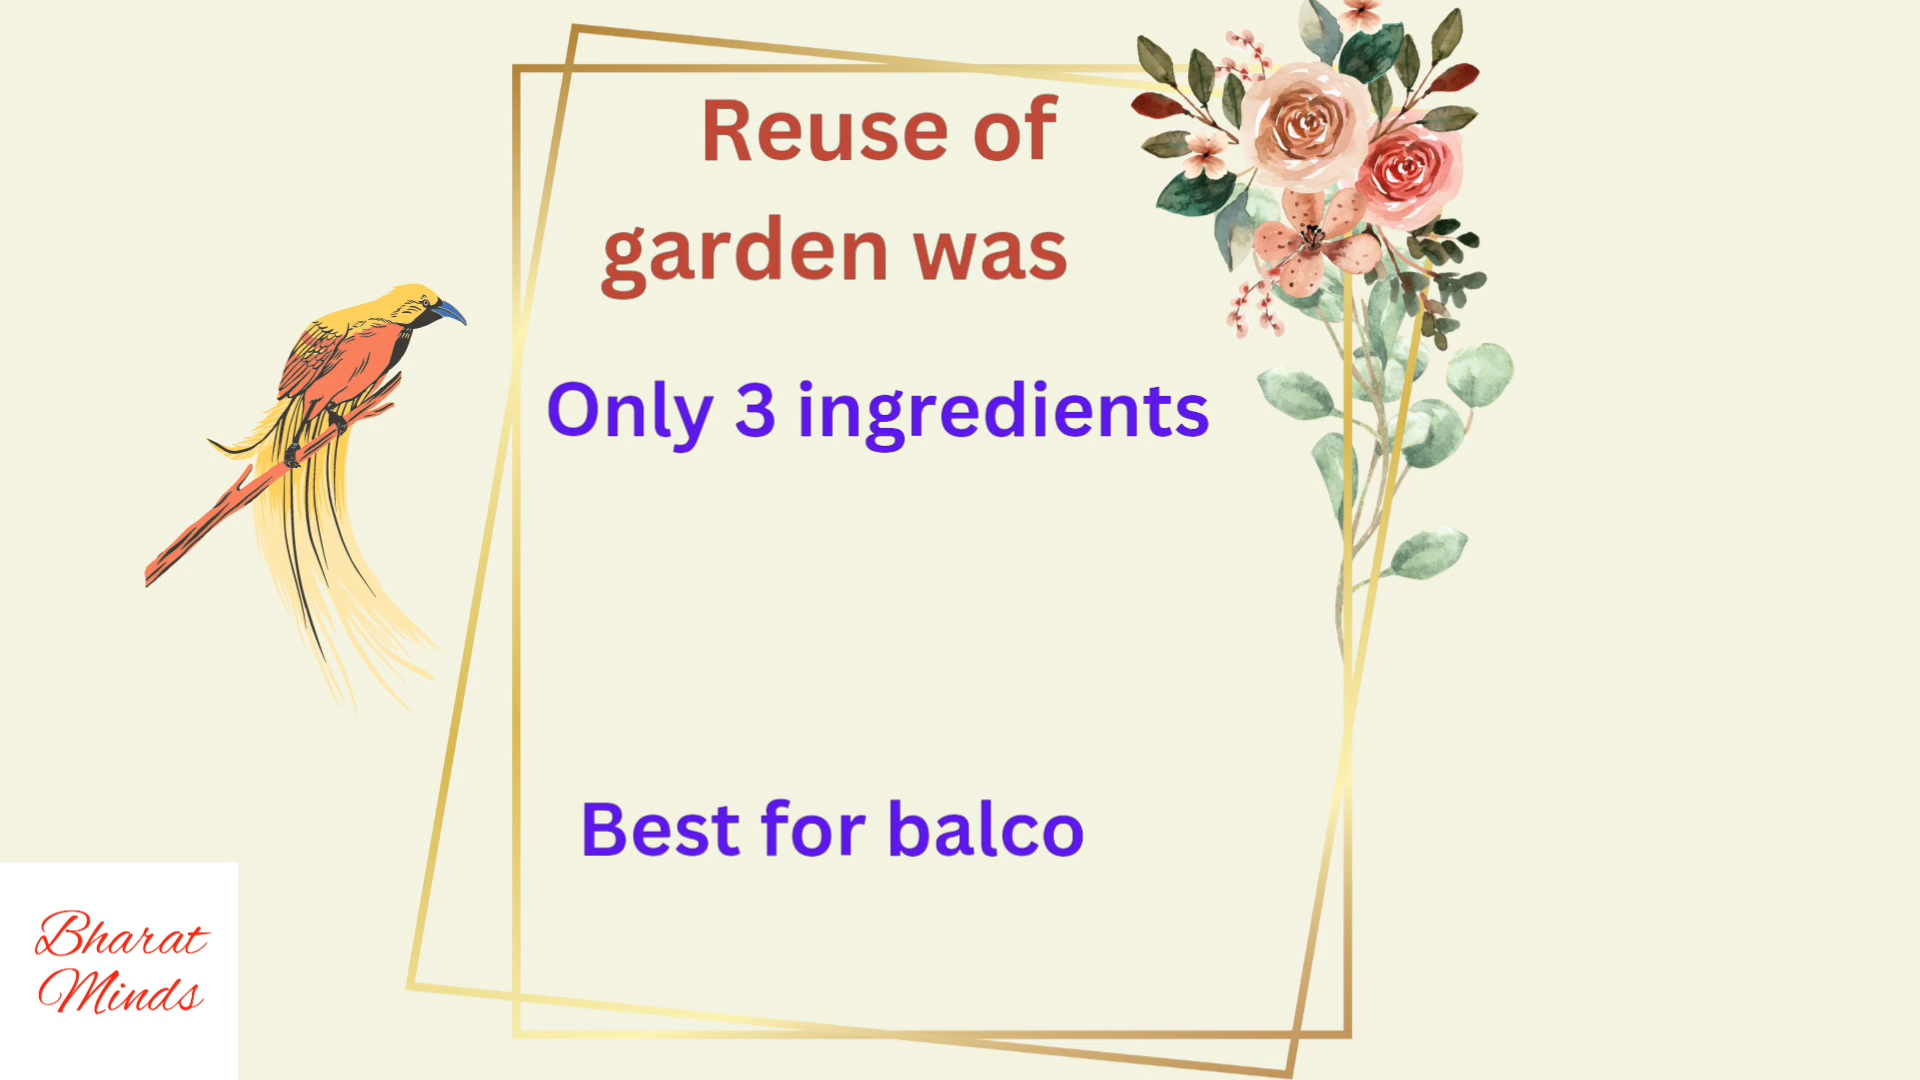 Reuse of
garden was
Only 3 ingredients
Best for balco
Bharat
Minds